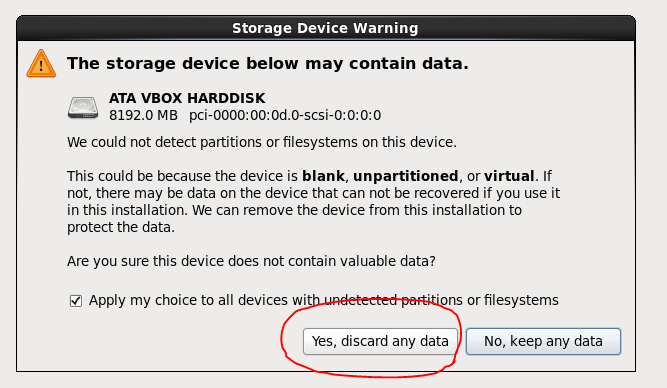 Storage Device Warning
The storage device below may contain data.
ATA VBOX HARDDISK
8192.0 MB pci-0000:00:0d.0-scsi-0:0:0:0
We could not detect partitions or filesystems on this device.
This could be because the device is blank, unpartitioned, or virtual. If
not, there may be data on the device that can not be recovered if you use it
in this installation. We can remove the device from this installation to
protect the data.
Are you sure this device does not contain valuable data?
Apply my choice to all devices with undetected partitions or filesystems
Yes, discard any data
No, keep any data